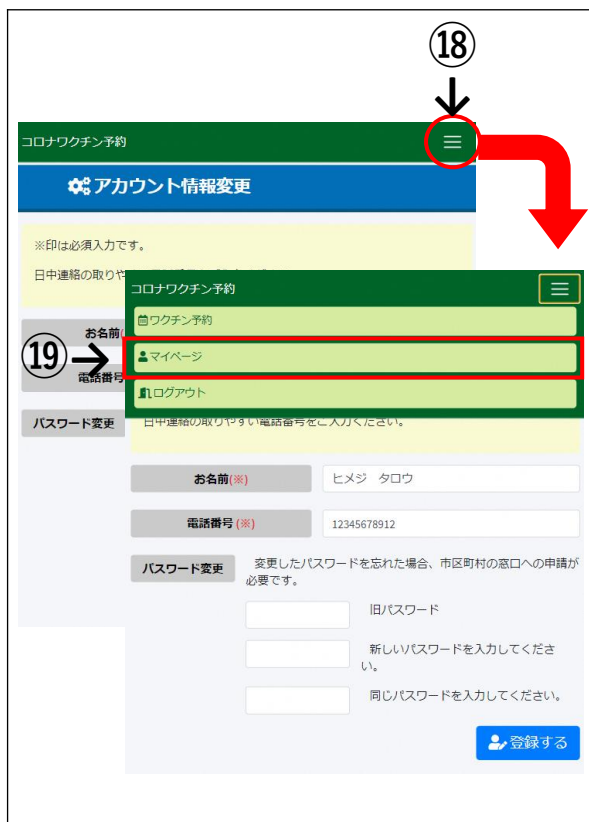 ⑱
コロナワクチン予約
アカウント情報変更
※印は必須入力です。
日中連絡の取りや
お名前
⑲
電話番号
パスワード変更
コロナワクチン予約
ワクチン予約
マイページ
ログアウト
日中連絡の取りやすい電話番号をご入力ください。
お名前(※)
ヒメジ タロウ
電話番号(※)
12345678912
パスワード変更
変更したパスワードを忘れた場合、市区町村の窓口への申請が
必要です。
旧パスワード
新しいパスワードを入力してくださ
い。
同じパスワードを入力してください。
登録する